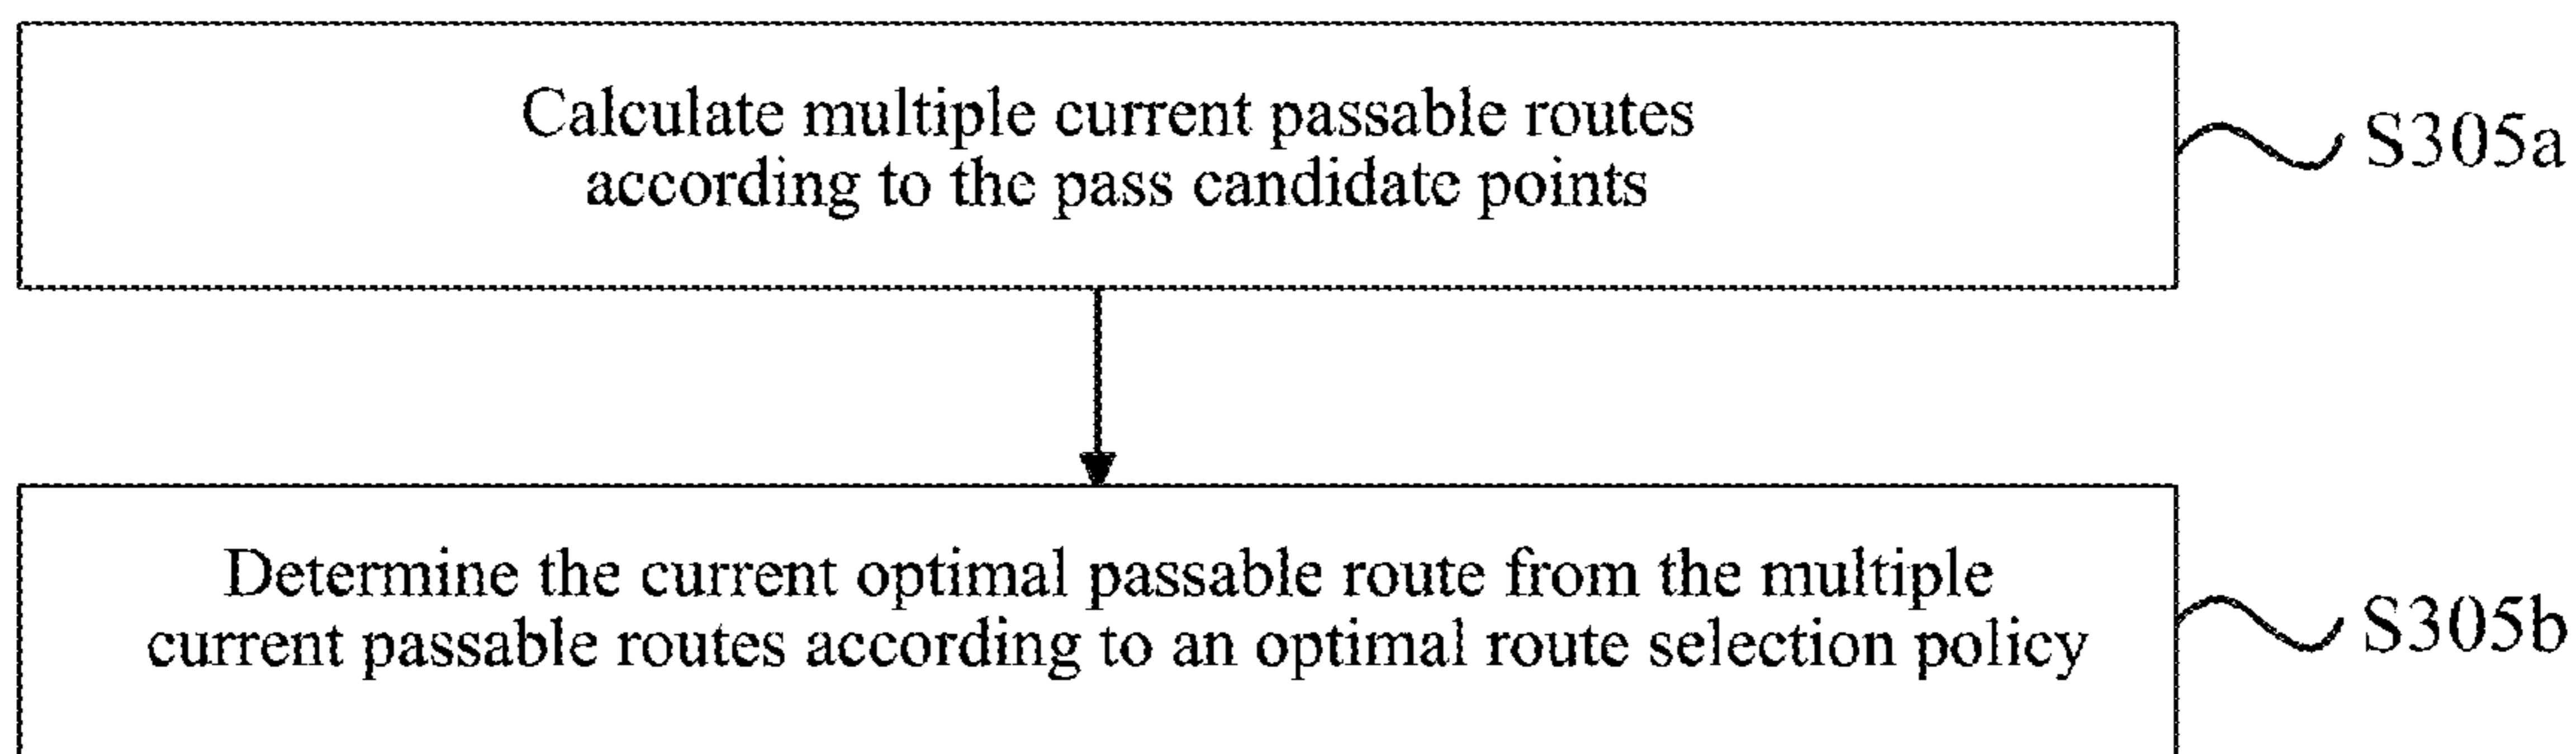 Calculate multiple current passable routes
according to the pass candidate points
S305a
Determine the current optimal passable route from the multiple
current passable routes according to an optimal route selection policy
S305b